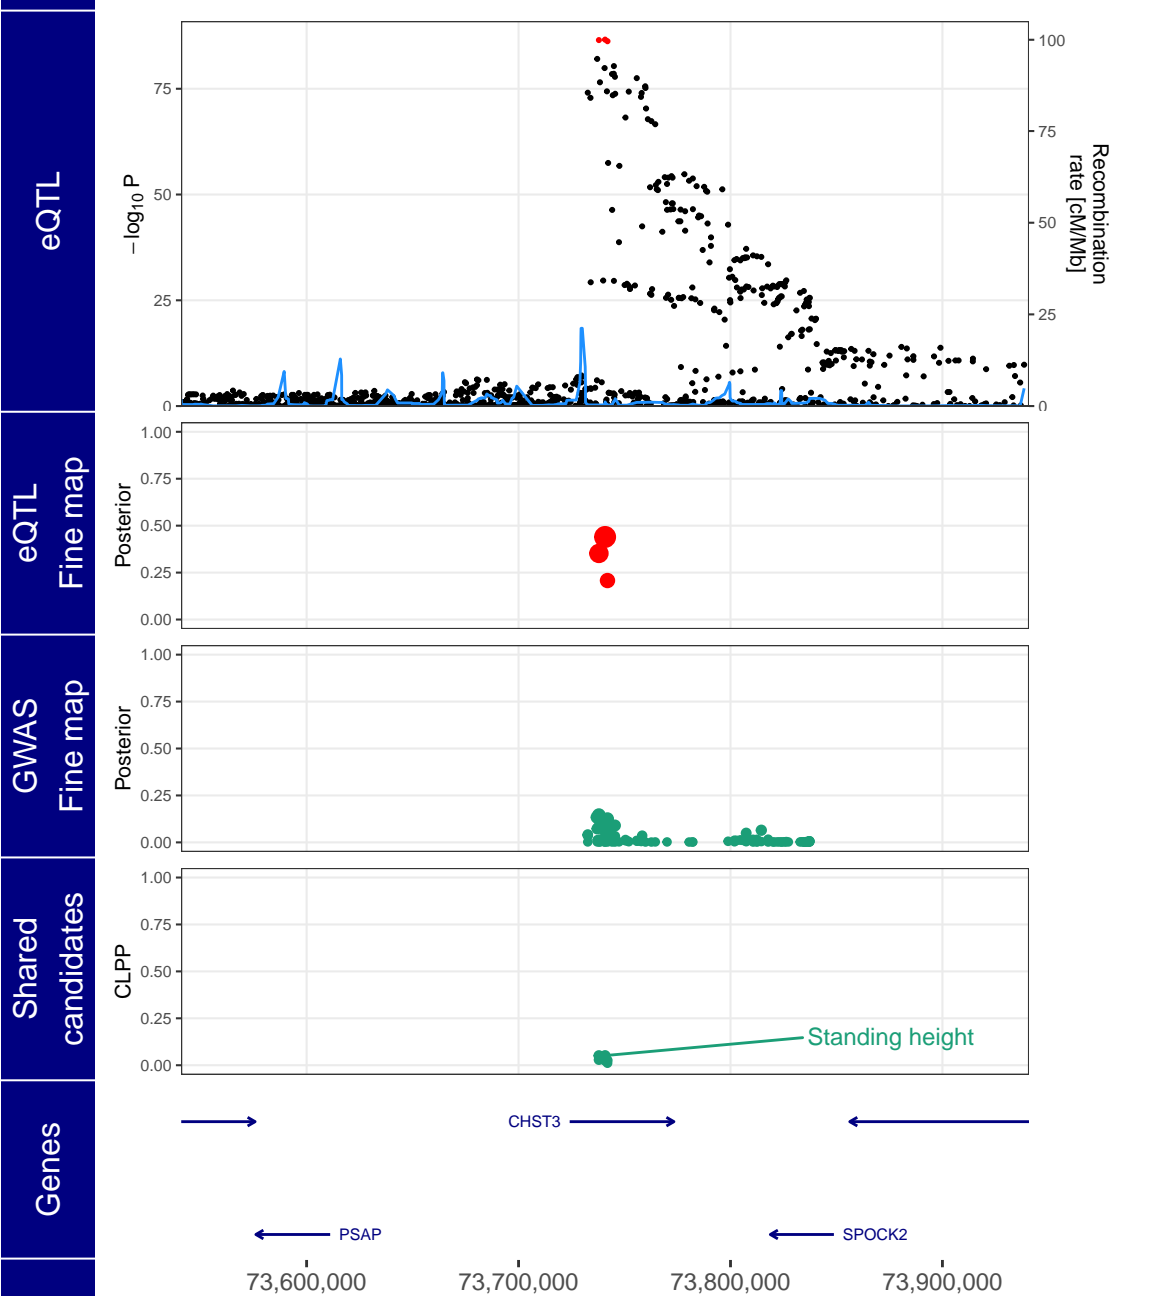 eQTL
−log10 P
75
50
25
0
100
75
50
25
0
Recombination
rate [cM/Mb]
eQTL
Fine map
Posterior
1.00
0.75
0.50
0.25
0.00
GWAS
Fine map
Posterior
1.00
0.75
0.50
0.25
0.00
Shared
candidates
CLPP
1.00
0.75
0.50
0.25
0.00
Standing height
Genes
CHST3
PSAP
SPOCK2
73,600,000
73,700,000
73,800,000
73,900,000